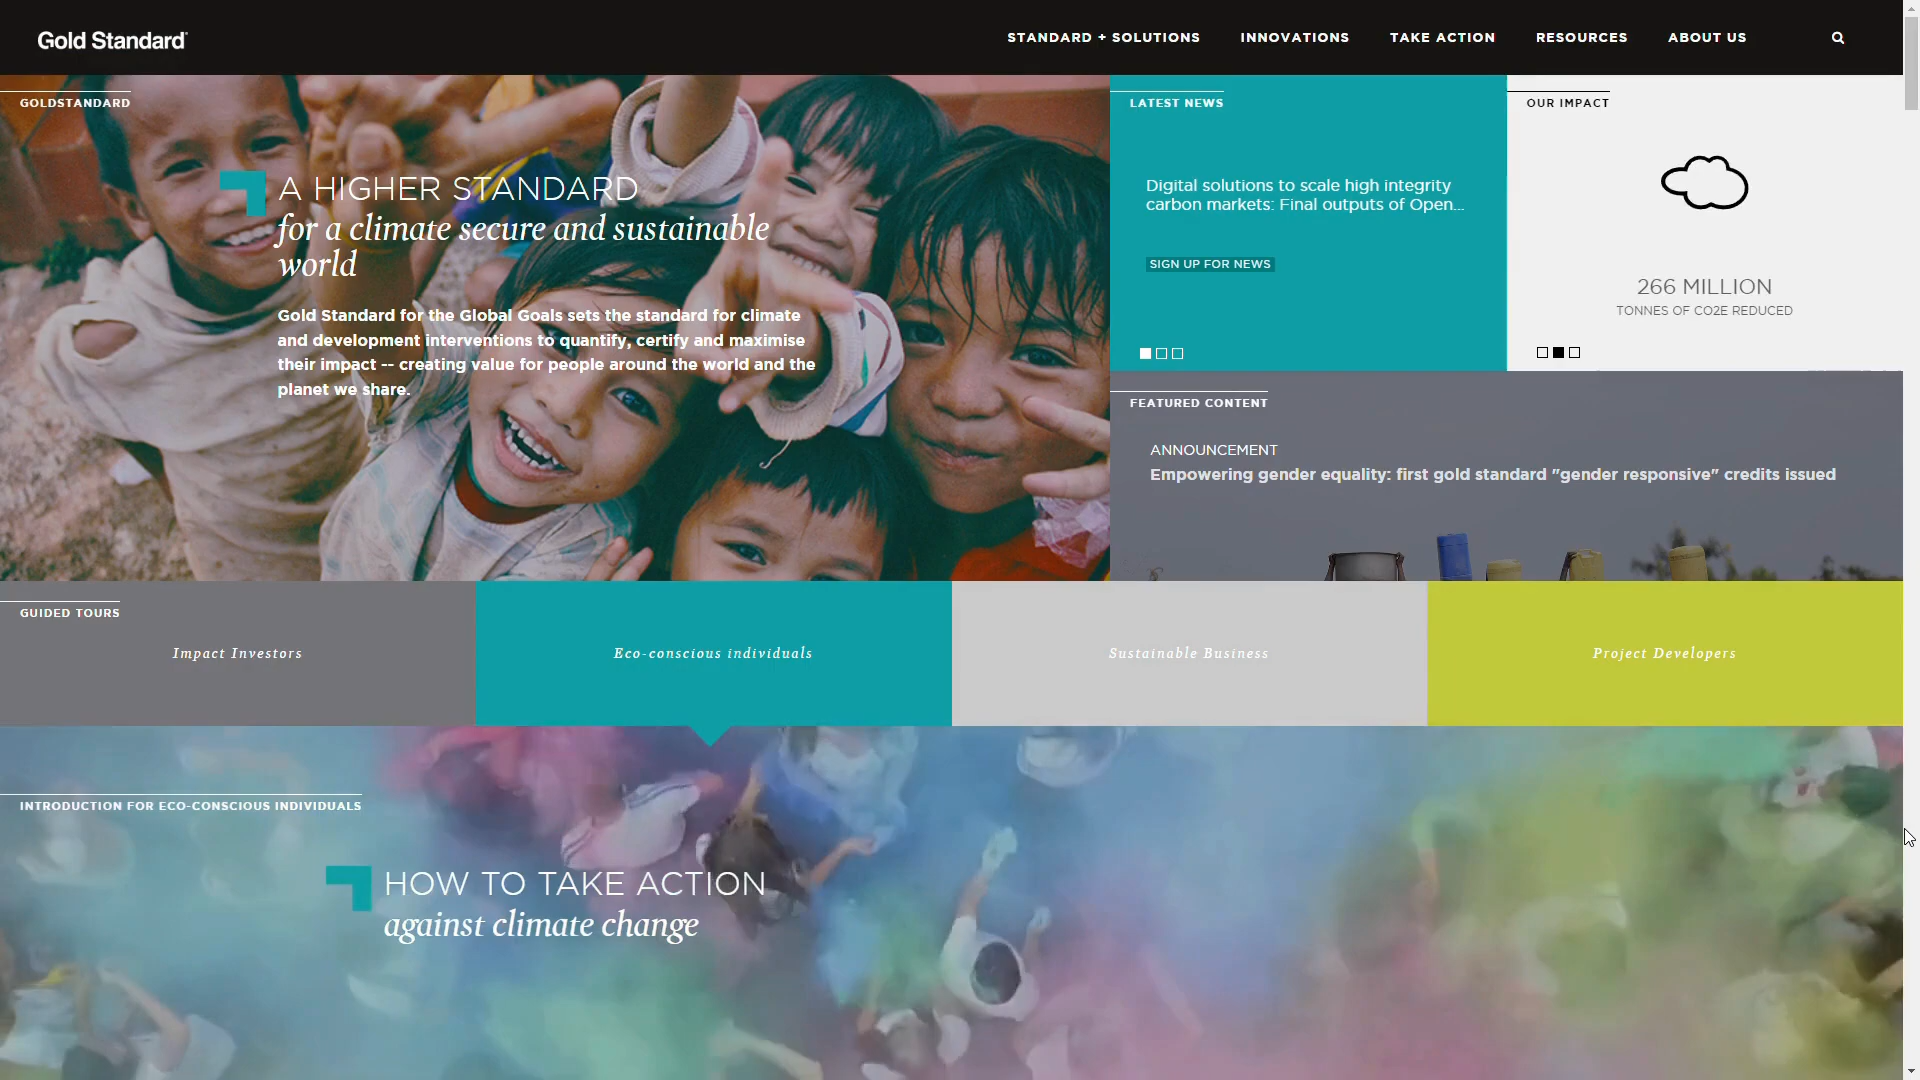 Gold Standard
STANDARD + SOLUTIONS
INNOVATIONS
TAKE ACTION
RESOURCES
ABOUT US
GOLDSTANDARD
A HIGHER STANDARD
for a climate secure and sustainable
world
Gold Standard for the Global Goals sets the standard for climate
and development interventions to quantify, certify and maximise
their impact -- creating value for people around the world and the
planet we share.
LATEST NEWS
Digital solutions to scale high integrity
carbon markets: Final outputs of Open...
SIGN UP FOR NEWS
OUR IMPACT
266 MILLION
TONNES OF CO2E REDUCED
FEATURED CONTENT
ANNOUNCEMENT
Empowering gender equality: first gold standard "gender responsive" credits issued
GUIDED TOURS
Impact Investors
Eco-conscious individuals
Sustainable Business
Project Developers
INTRODUCTION FOR ECO-CONSCIOUS INDIVIDUALS
HOW TO TAKE ACTION
against climate change